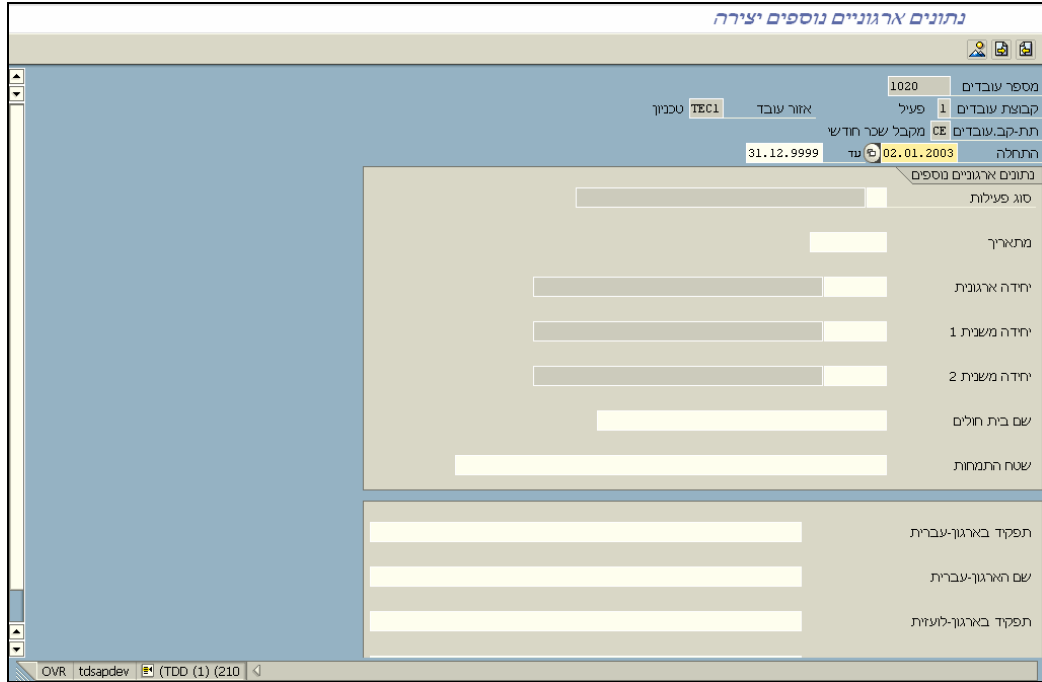 נתונים ארגוניים נוספים יצירה
מספר עובדים 1020
קבוצת עובדים 1 פעיל אזור עובד TEC1 טכניון
תת-קב.עובדים CE מקבל שכר חודשי
התחלה 02.01.2003 עד 31.12.9999
נתונים ארגוניים נוספים
סוג פעילות
מתאריך
יחידה ארגונית
יחידה משנית 1
יחידה משנית 2
שם בית חולים
שטח התמחות
תפקיד בארגון-עברית
שם הארגון-עברית
תפקיד בארגון-לועזית
OVR tdsapdev (TDD (1) (210